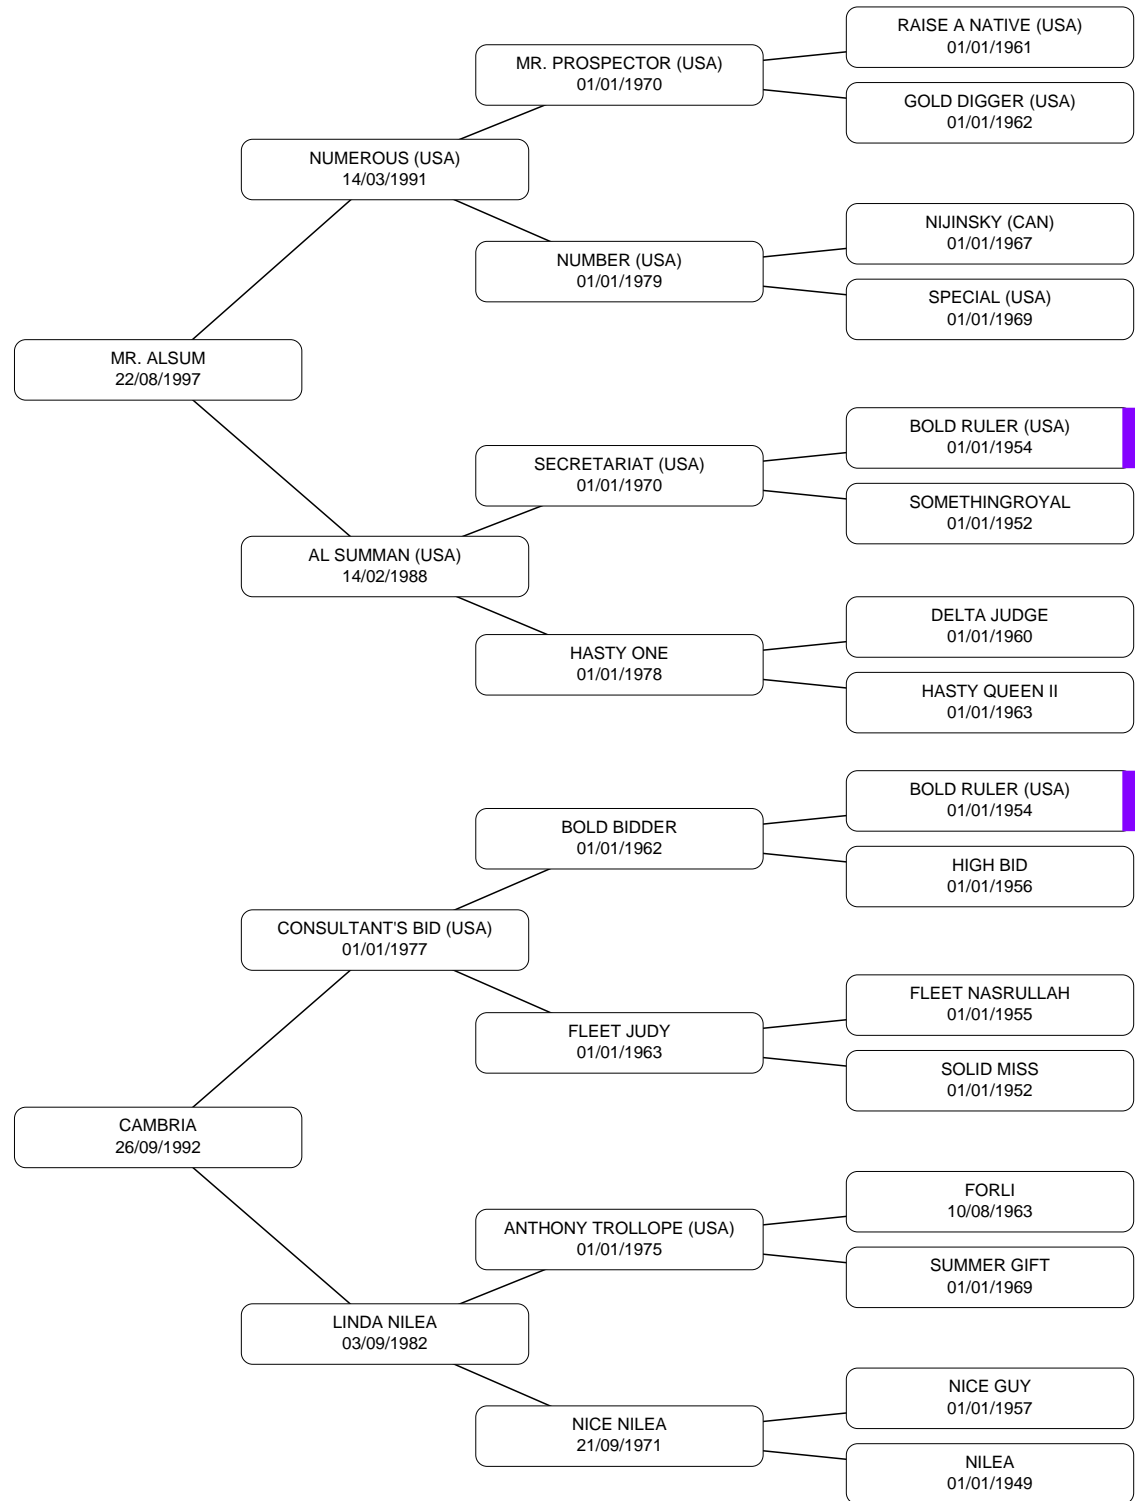 RAISE A NATIVE (USA)
01/01/1961
MR. PROSPECTOR (USA)
01/01/1970
GOLD DIGGER (USA)
01/01/1962
NUMEROUS (USA)
14/03/1991
NIJINSKY (CAN)
01/01/1967
NUMBER (USA)
01/01/1979
SPECIAL (USA)
01/01/1969
MR. ALSUM
22/08/1997
BOLD RULER (USA)
01/01/1954
SECRETARIAT (USA)
01/01/1970
SOMETHINGROYAL
01/01/1952
AL SUMMAN (USA)
14/02/1988
DELTA JUDGE
01/01/1960
HASTY ONE
01/01/1978
HASTY QUEEN II
01/01/1963
BOLD RULER (USA)
01/01/1954
BOLD BIDDER
01/01/1962
HIGH BID
01/01/1956
CONSULTANT'S BID (USA)
01/01/1977
FLEET NASRULLAH
01/01/1955
FLEET JUDY
01/01/1963
SOLID MISS
01/01/1952
CAMBRIA
26/09/1992
FORLI
10/08/1963
ANTHONY TROLLOPE (USA)
01/01/1975
SUMMER GIFT
01/01/1969
LINDA NILEA
03/09/1982
NICE GUY
01/01/1957
NICE NILEA
21/09/1971
NILEA
01/01/1949